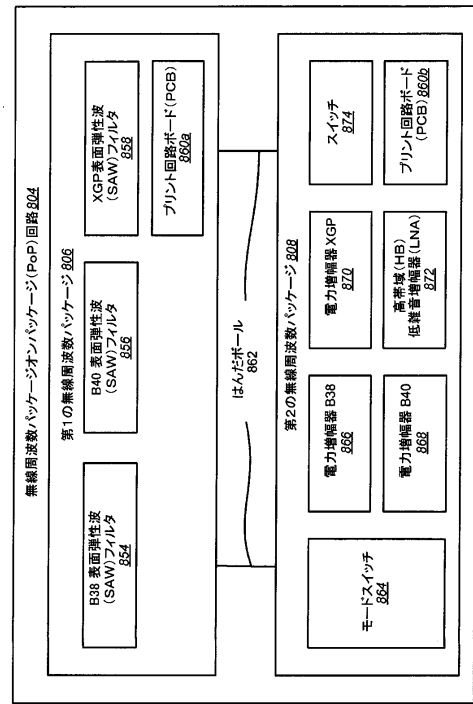 無線周波数パッケージオンパッケージ(PoP)回路 804
第1の無線周波数パッケージ 806
B38 表面弾性波
(SAW)フィルタ
854
B40 表面弾性波
(SAW)フィルタ
856
XGP表面弾性波
(SAW)フィルタ
858
プリント回路ボード(PCB)
860a
はんだボール
862
第2の無線周波数パッケージ 808
モードスイッチ
864
電力増幅器 B38
866
電力増幅器 B40
868
電力増幅器 XGP
870
高帯域(HB)
低雑音増幅器(LNA)
872
スイッチ
874
プリント回路ボード
(PCB) 860b